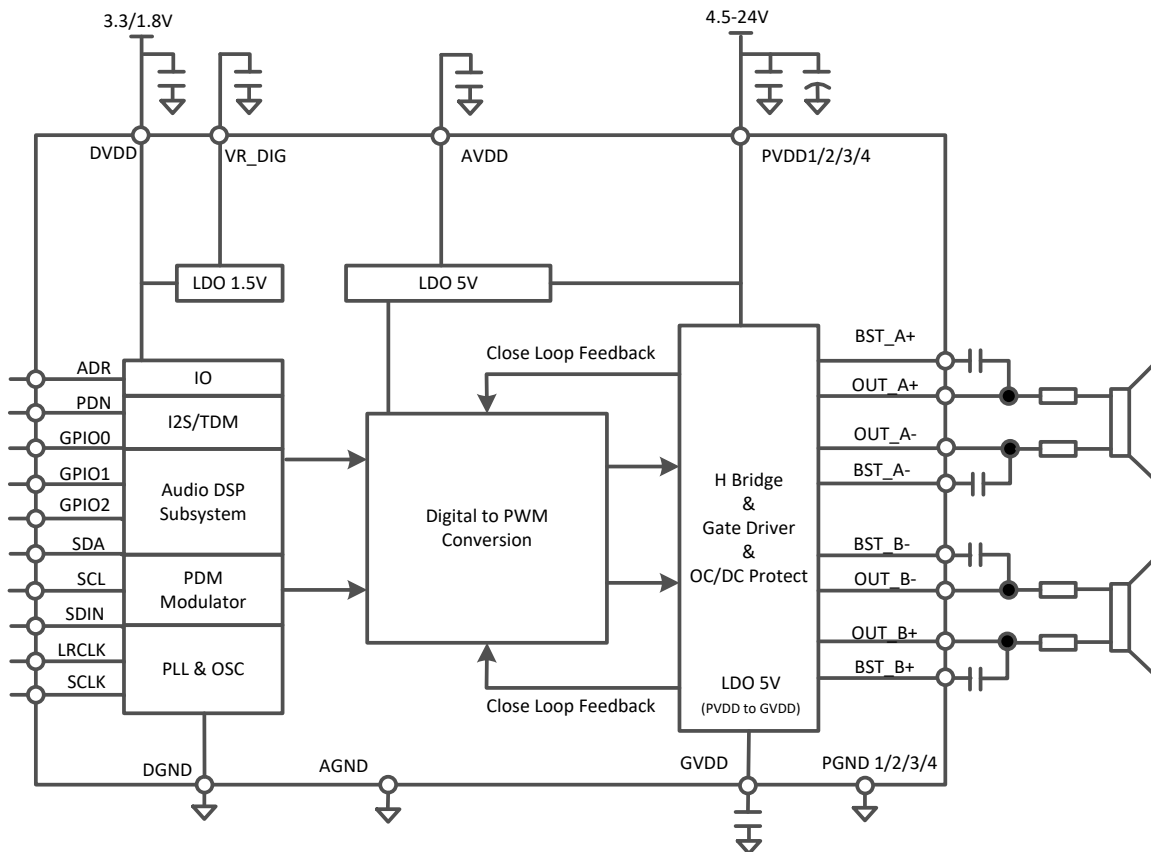 3.3/1.8V
4.5-24V
DVDD
VR_DIG
AVDD
PVDD1/2/3/4
LDO 1.5V
LDO 5V
ADR
PDN
GPIO0
GPIO1
GPIO2
SDA
SCL
SDIN
LRCLK
SCLK
IO
I2S/TDM
Audio DSP
Subsystem
PDM
Modulator
PLL & OSC
Close Loop Feedback
Digital to PWM
Conversion
Close Loop Feedback
H Bridge
&
Gate Driver
&
OC/DC Protect
LDO 5V
(PVDD to GVDD)
BST_A+
OUT_A+
OUT_A-
BST_A-
BST_B-
OUT_B-
OUT_B+
BST_B+
DGND
AGND
GVDD
PGND 1/2/3/4